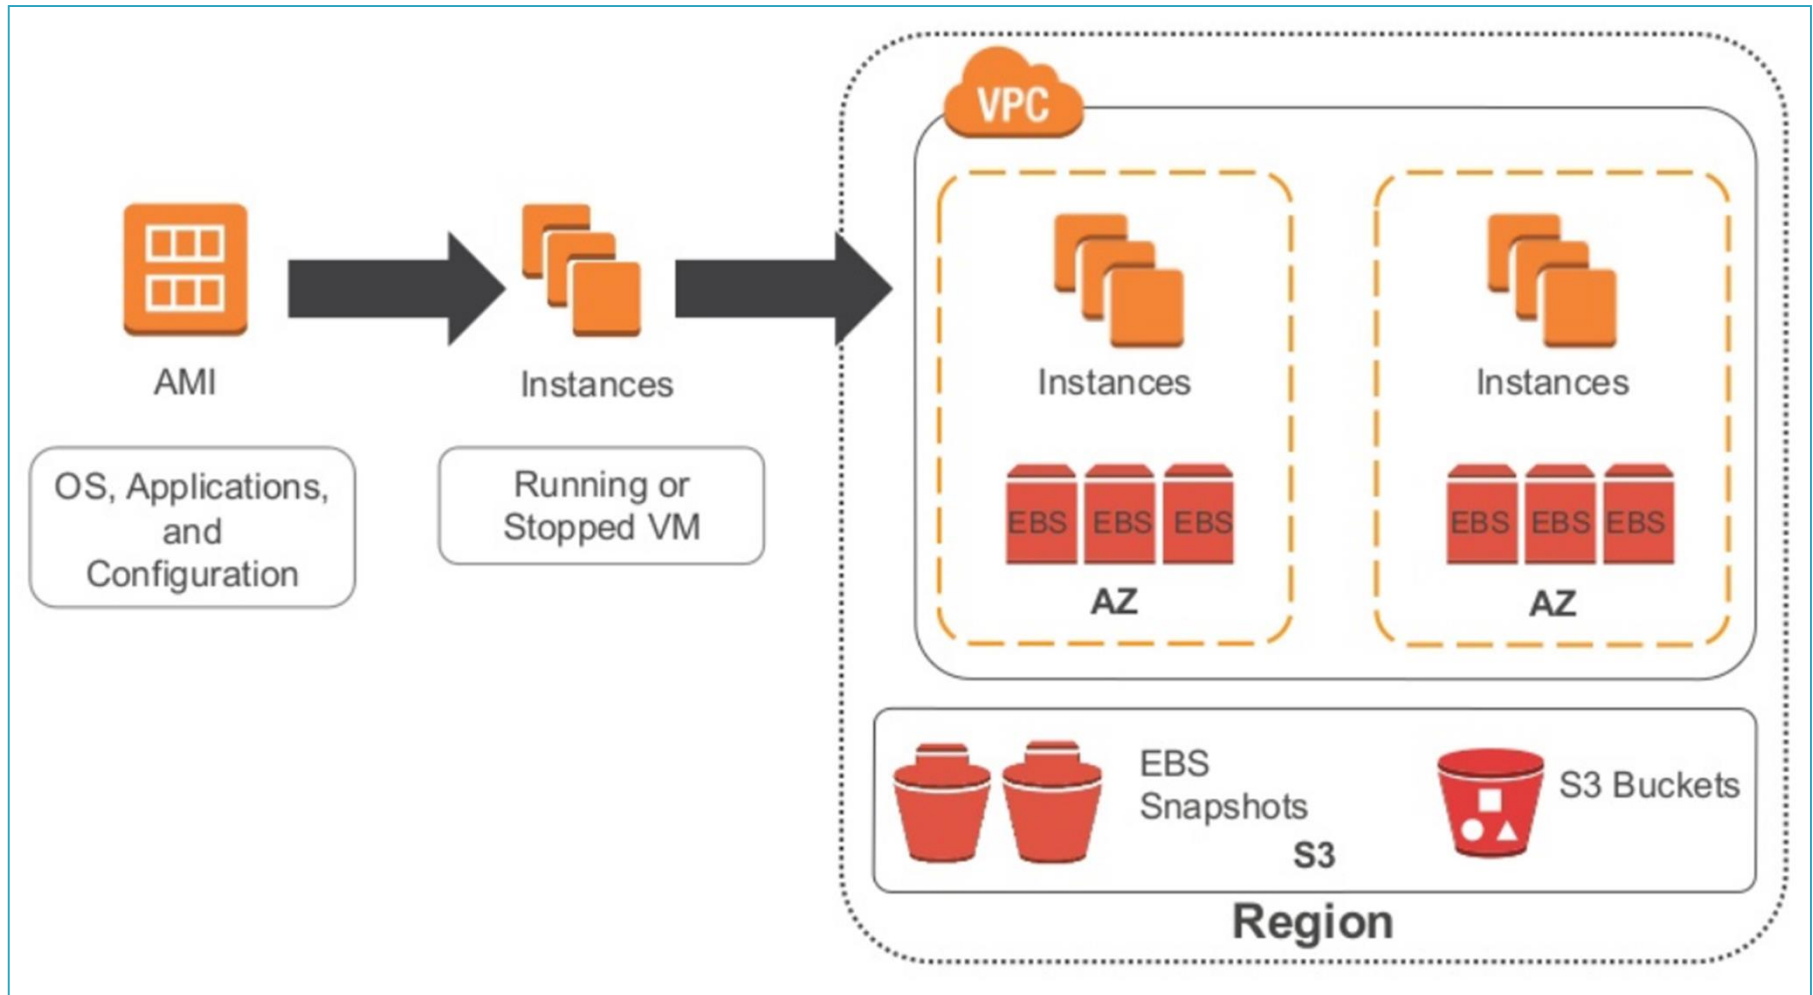 VPC
AMI
OS, Applications,
and
Configuration
Instances
Running or
Stopped VM
Instances
EBS EBS EBS
AZ
Instances
EBS EBS EBS
AZ
EBS
Snapshots
S3
S3 Buckets
Region